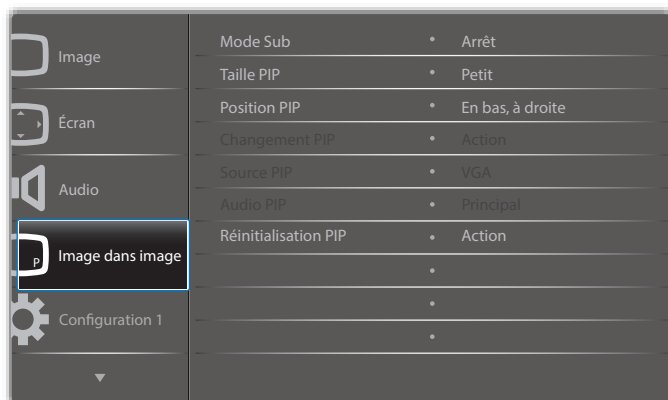 Image
Écran
Audio
P
Image dans image
Configuration 1
Mode Sub • Arrêt
Taille PIP • Petit
Position PIP • En bas, à droite
Changement PIP • Action
Source PIP • VGA
Audio PIP • Principal
Réinitialisation PIP • Action
•
•
•